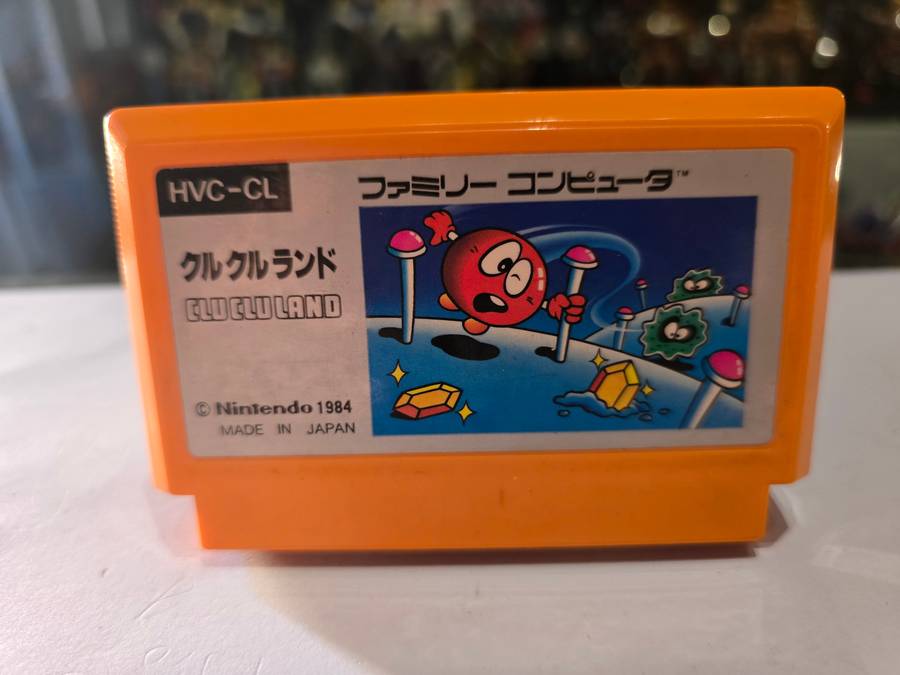 HVC-CL
ファミリー コンピュータ™
クルクルランド
CLU CLU LAND
© Nintendo 1984
MADE IN JAPAN